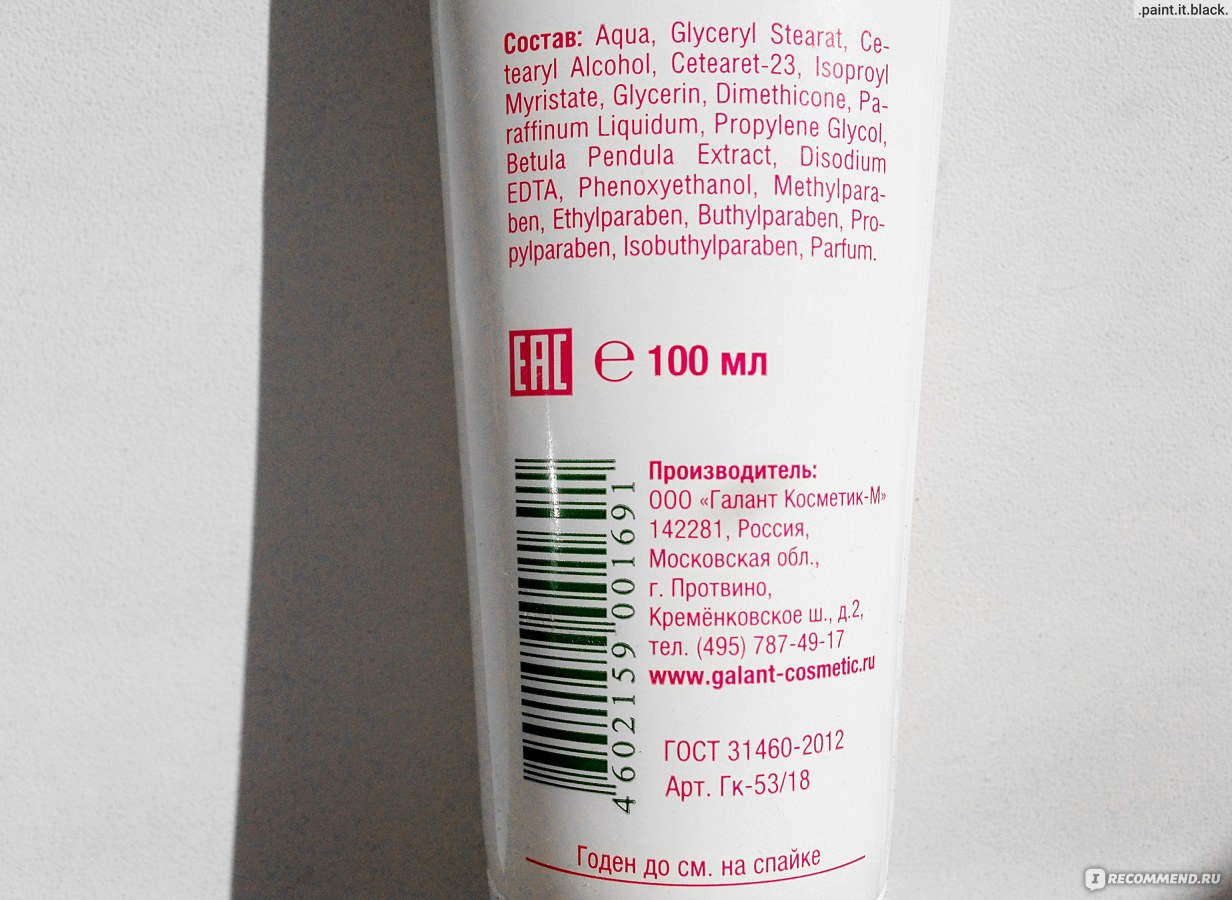 .paint.it.black.
Состав: Aqua, Glyceryl Stearat, Ce-
tearyl Alcohol, Cetearet-23, Isoproyl
Myristate, Glycerin, Dimethicone, Pa-
raffinum Liquidum, Propylene Glycol,
Betula Pendula Extract, Disodium
EDTA, Phenoxyethanol, Methylpara-
ben, Ethylparaben, Buthylparaben, Pro-
pylparaben, Isobuthylparaben, Parfum.
EAC ℮ 100 мл
4602159001691
Производитель:
ООО «Галант Косметик-М»
142281, Россия,
Московская обл.,
г. Протвино,
Кремёнковское ш., д.2,
тел. (495) 787-49-17
www.galant-cosmetic.ru
ГОСТ 31460-2012
Арт. Гк-53/18
Годен до см. на спайке
IRECOMMEND.RU